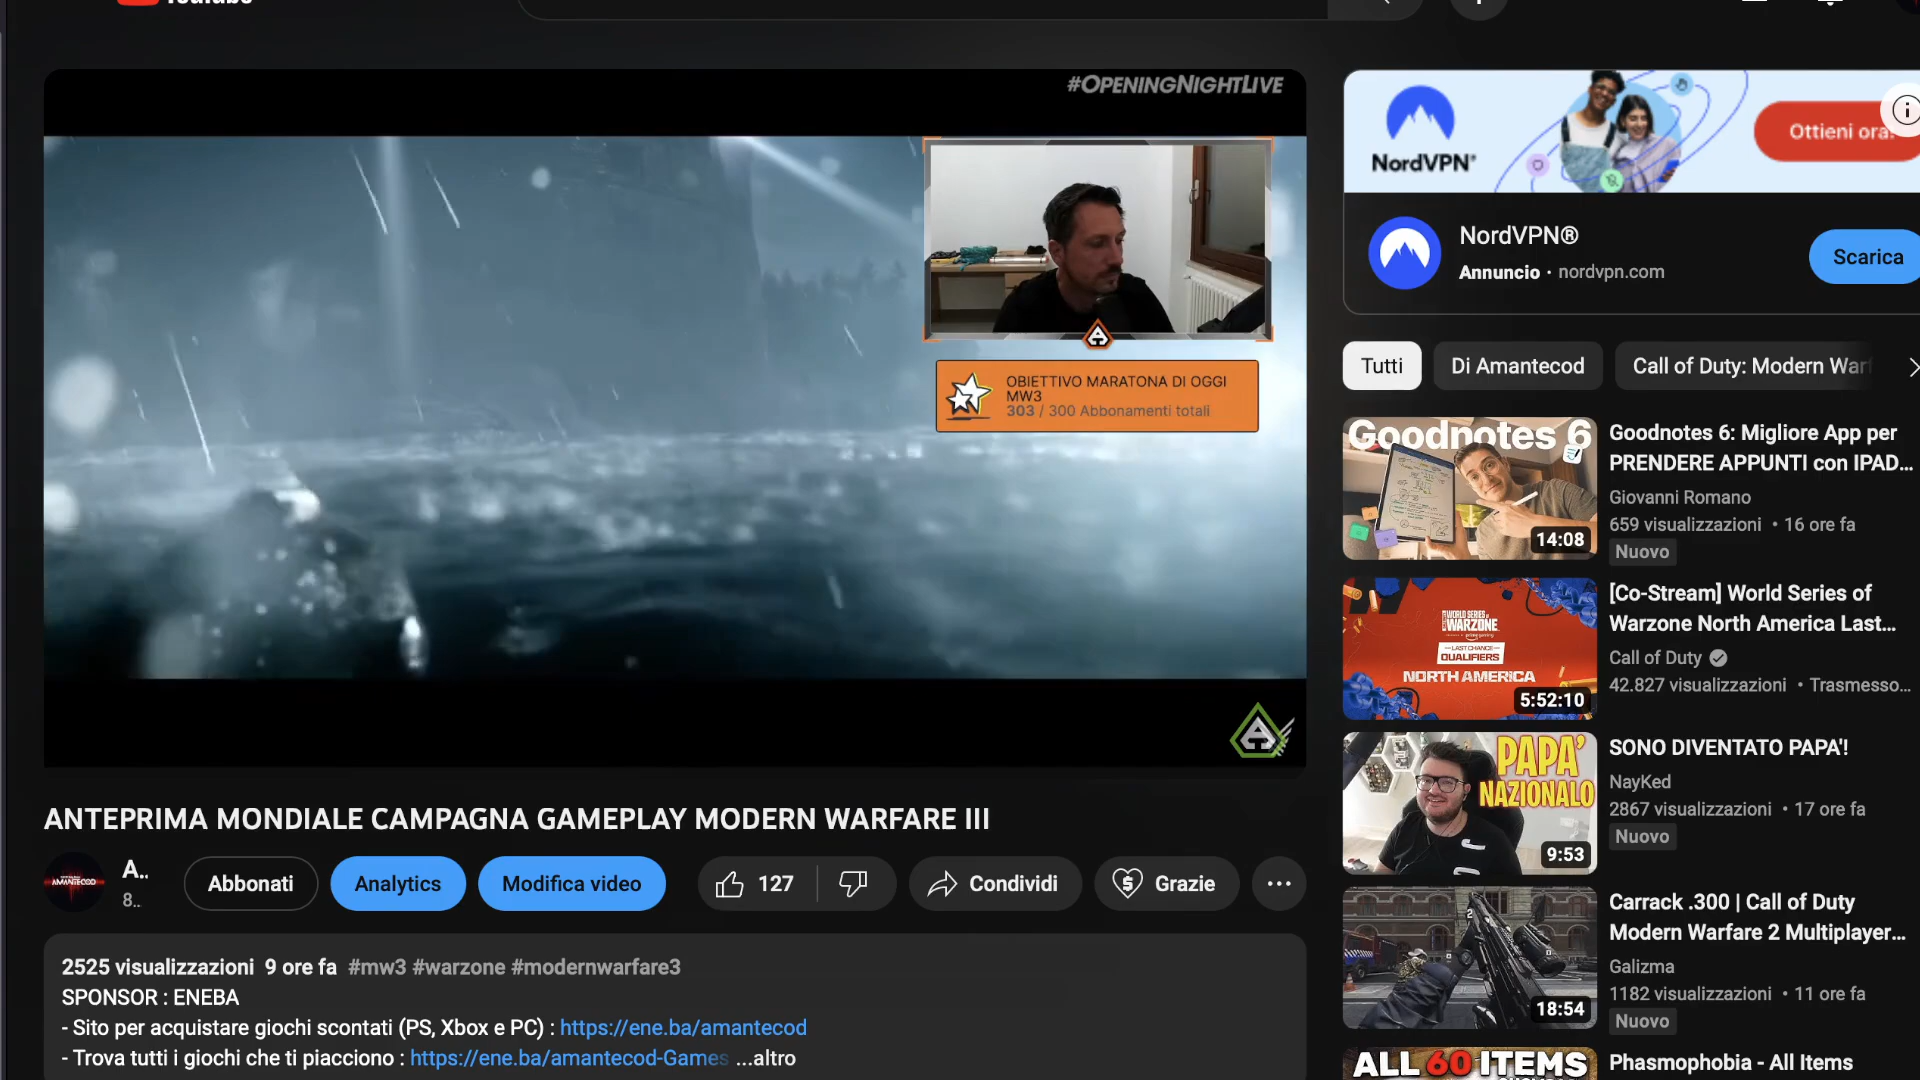 #OPENINGNIGHTLIVE
OBIETTIVO MARATONA DI OGGI
MW3
303 / 300 Abbonamenti totali
ANTEPRIMA MONDIALE CAMPAGNA GAMEPLAY MODERN WARFARE III
AMANTECOD
A..
8...
Abbonati
Analytics
Modifica video
127
Condividi
Grazie
2525 visualizzazioni 9 ore fa #mw3 #warzone #modernwarfare3
SPONSOR : ENEBA
- Sito per acquistare giochi scontati (PS, Xbox e PC) : https://ene.ba/amantecod
- Trova tutti i giochi che ti piacciono : https://ene.ba/amantecod-Games ...altro
NordVPN®
Ottieni ora!
NordVPN®
Annuncio · nordvpn.com
Scarica
Tutti
Di Amantecod
Call of Duty: Modern Warf
Goodnotes 6
14:08
Goodnotes 6: Migliore App per
PRENDERE APPUNTI con IPAD...
Giovanni Romano
659 visualizzazioni • 16 ore fa
Nuovo
WORLD SERIES OF
WARZONE
LAST CHANCE
QUALIFIERS
NORTH AMERICA
5:52:10
[Co-Stream] World Series of
Warzone North America Last...
Call of Duty
42.827 visualizzazioni • Trasmesso...
PAPA'
NAZIONALO
9:53
SONO DIVENTATO PAPA'!
NayKed
2867 visualizzazioni • 17 ore fa
Nuovo
18:54
Carrack .300 | Call of Duty
Modern Warfare 2 Multiplayer...
Galizma
1182 visualizzazioni • 11 ore fa
Nuovo
ALL 60 ITEMS
Phasmophobia - All Items